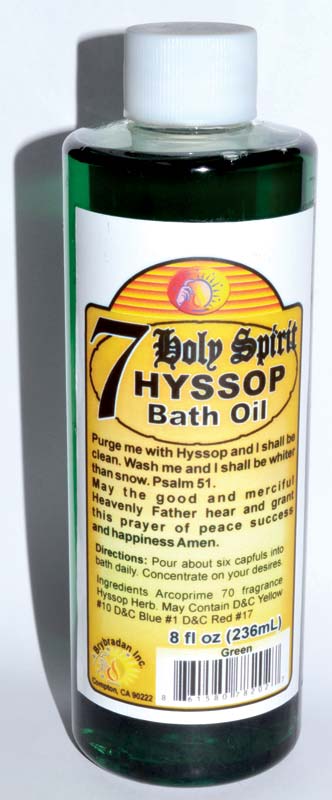 7 Holy Spirit
HYSSOP
Bath Oil
Purge me with Hyssop and I shall be
clean. Wash me and I shall be whiter
than snow. Psalm 51.
May the good and merciful
Heavenly Father hear and grant
this prayer of peace success
and happiness Amen.
Directions: Pour about six capfuls into
bath daily. Concentrate on your desires.
Ingredients Arcoprime 70 fragrance
Hyssop Herb. May Contain D&C Yellow
#10 D&C Blue #1 D&C Red #17
8 fl oz (236mL)
Green
Brybradan Inc.
Compton, CA 90222